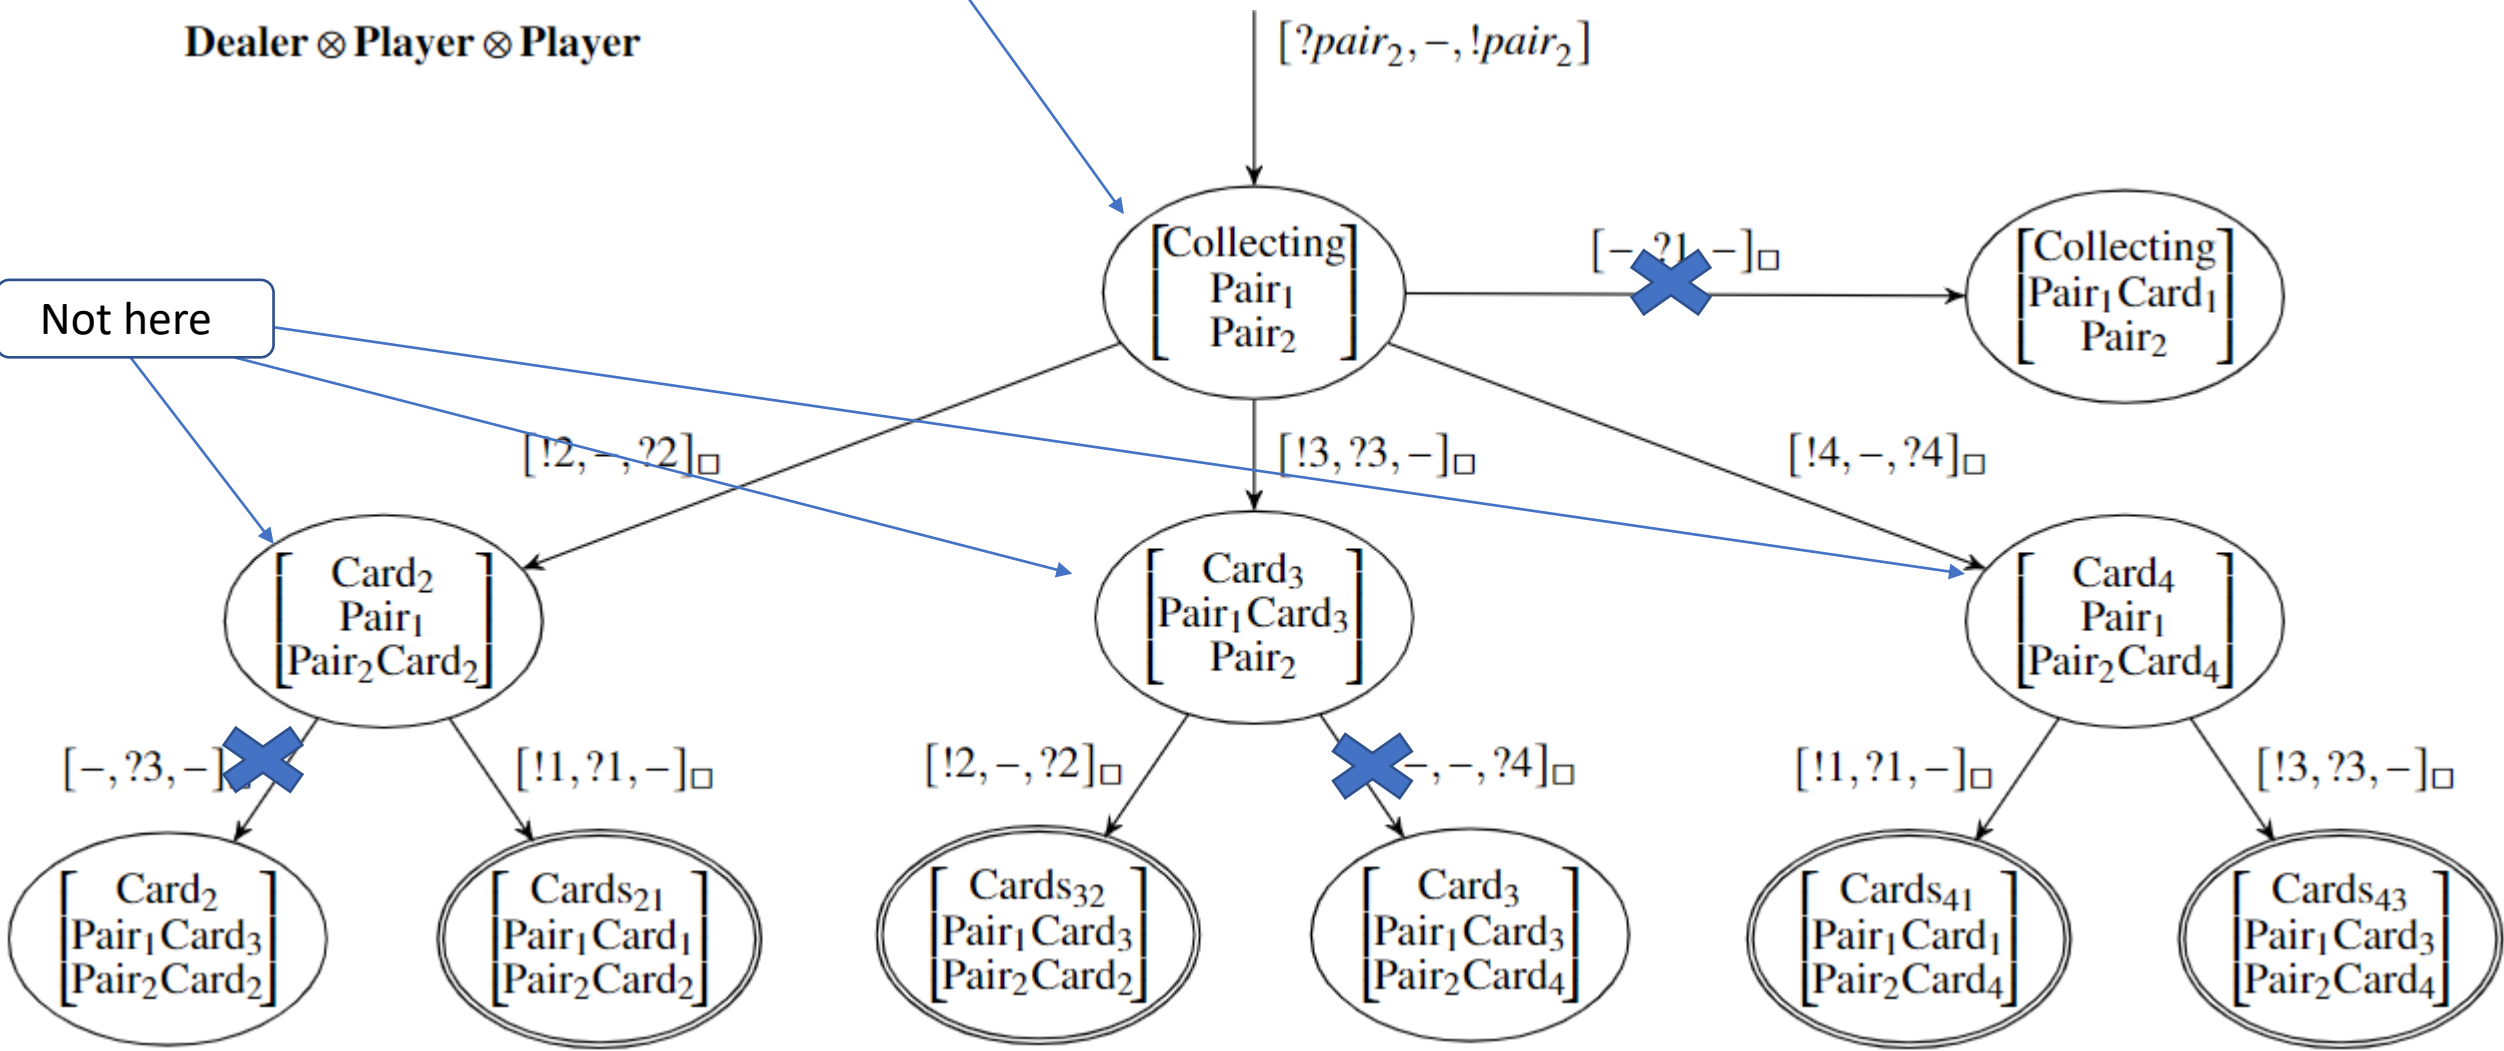 Dealer ⊗ Player ⊗ Player
[?pair₂, −, !pair₂]
Collecting
Pair₁
Pair₂
[−, ?1, −]□
Collecting
Pair₁Card₁
Pair₂
Not here
[!2, −, ?2]□
[!3, ?3, −]□
[!4, −, ?4]□
Card₂
Pair₁
Pair₂Card₂
Card₃
Pair₁Card₃
Pair₂
Card₄
Pair₁
Pair₂Card₄
[−, ?3, −]□
[!1, ?1, −]□
[!2, −, ?2]□
−, −, ?4]□
[!1, ?1, −]□
[!3, ?3, −]□
Card₂
Pair₁Card₃
Pair₂Card₂
Cards₂₁
Pair₁Card₁
Pair₂Card₂
Cards₃₂
Pair₁Card₃
Pair₂Card₂
Card₃
Pair₁Card₃
Pair₂Card₄
Cards₄₁
Pair₁Card₁
Pair₂Card₄
Cards₄₃
Pair₁Card₃
Pair₂Card₄